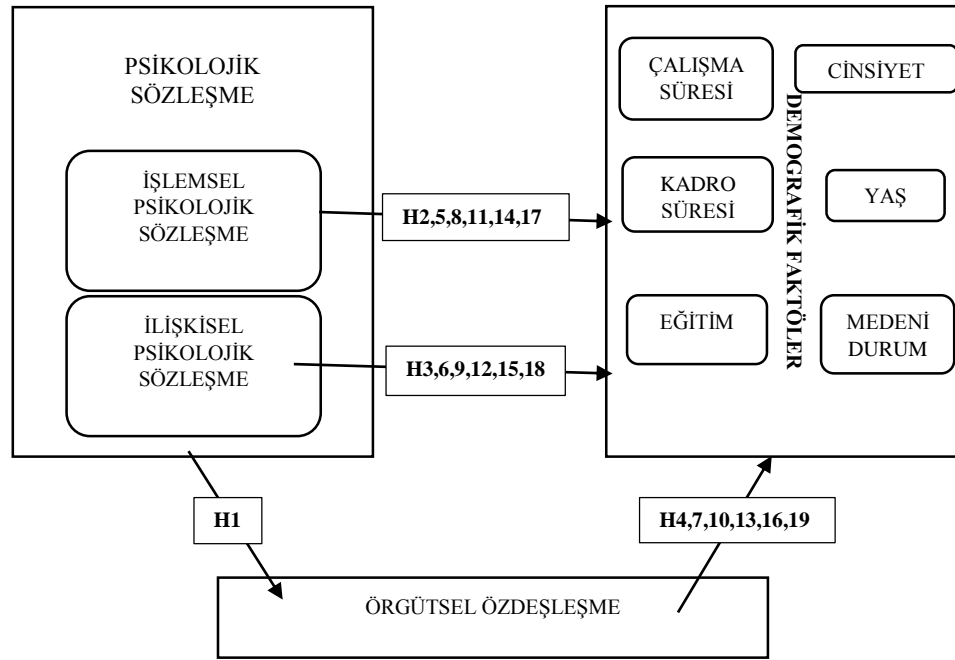 PSİKOLOJİK
SÖZLEŞME
İŞLEMSEL
PSİKOLOJİK
SÖZLEŞME
İLİŞKİSEL
PSİKOLOJİK
SÖZLEŞME
H2,5,8,11,14,17
H3,6,9,12,15,18
ÇALIŞMA
SÜRESİ
CİNSİYET
KADRO
SÜRESİ
YAŞ
EĞİTİM
MEDENİ
DURUM
DEMOGRAFİK FAKTÖLER
H1
H4,7,10,13,16,19
ÖRGÜTSEL ÖZDEŞLEŞME